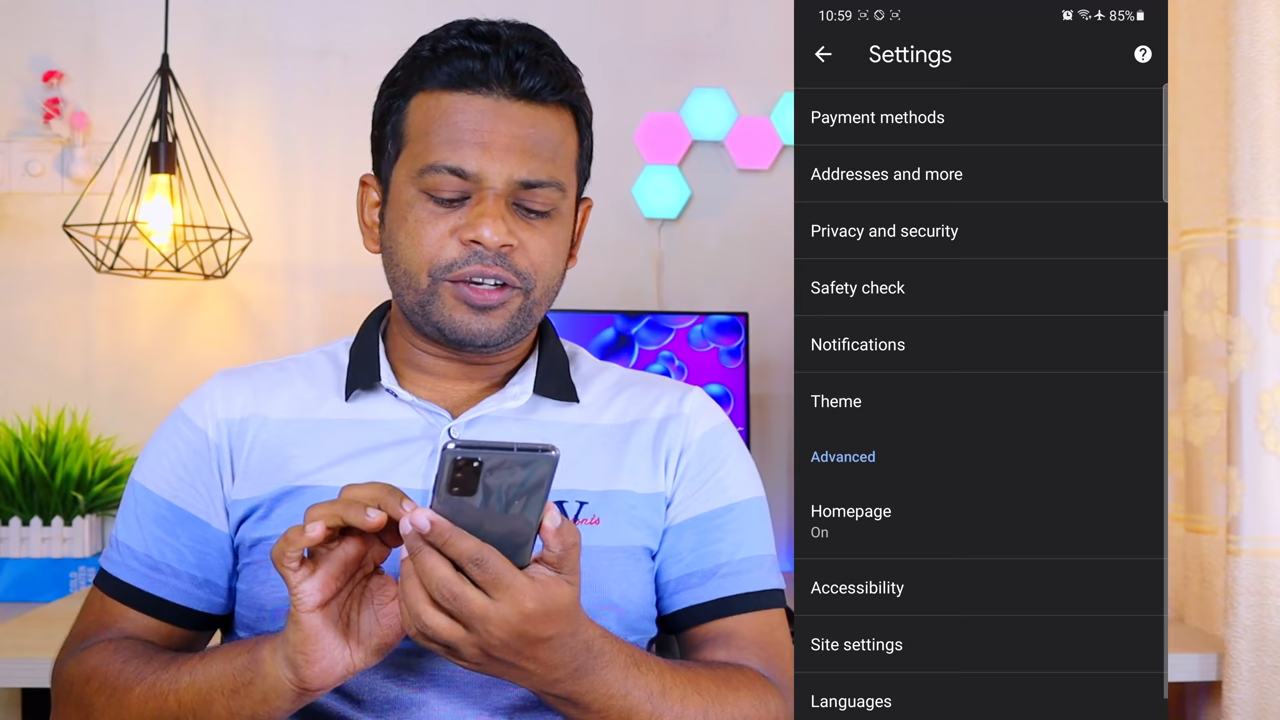 10:59
85%
Settings
Payment methods
Addresses and more
Privacy and security
Safety check
Notifications
Theme
Advanced
Homepage
On
Accessibility
Site settings
Languages